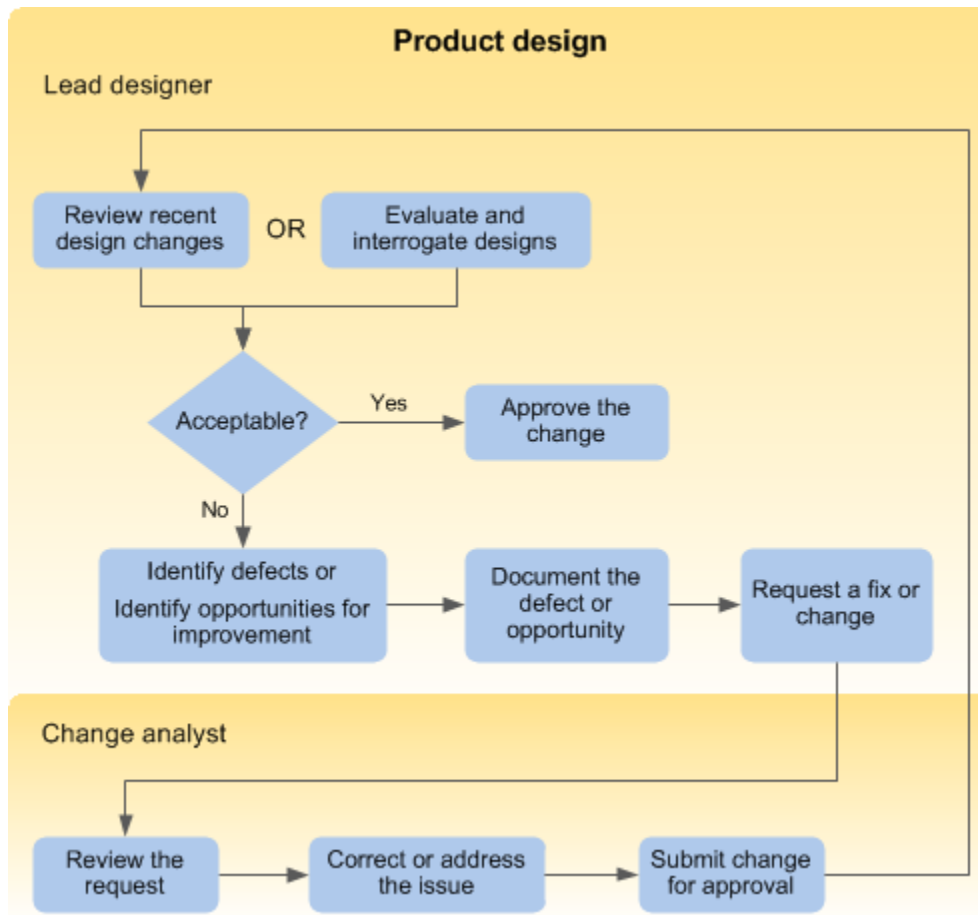 Product design
Lead designer
Review recent
design changes
OR
Evaluate and
interrogate designs
Acceptable?
Yes
Approve the
change
No
Identify defects or
Identify opportunities for
improvement
Document the
defect or
opportunity
Request a fix or
change
Change analyst
Review the
request
Correct or address
the issue
Submit change
for approval